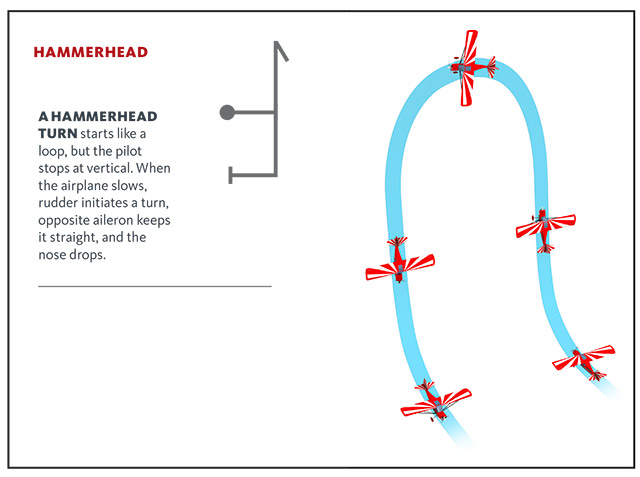 HAMMERHEAD
A HAMMERHEAD
TURN starts like a
loop, but the pilot
stops at vertical. When
the airplane slows,
rudder initiates a turn,
opposite aileron keeps
it straight, and the
nose drops.